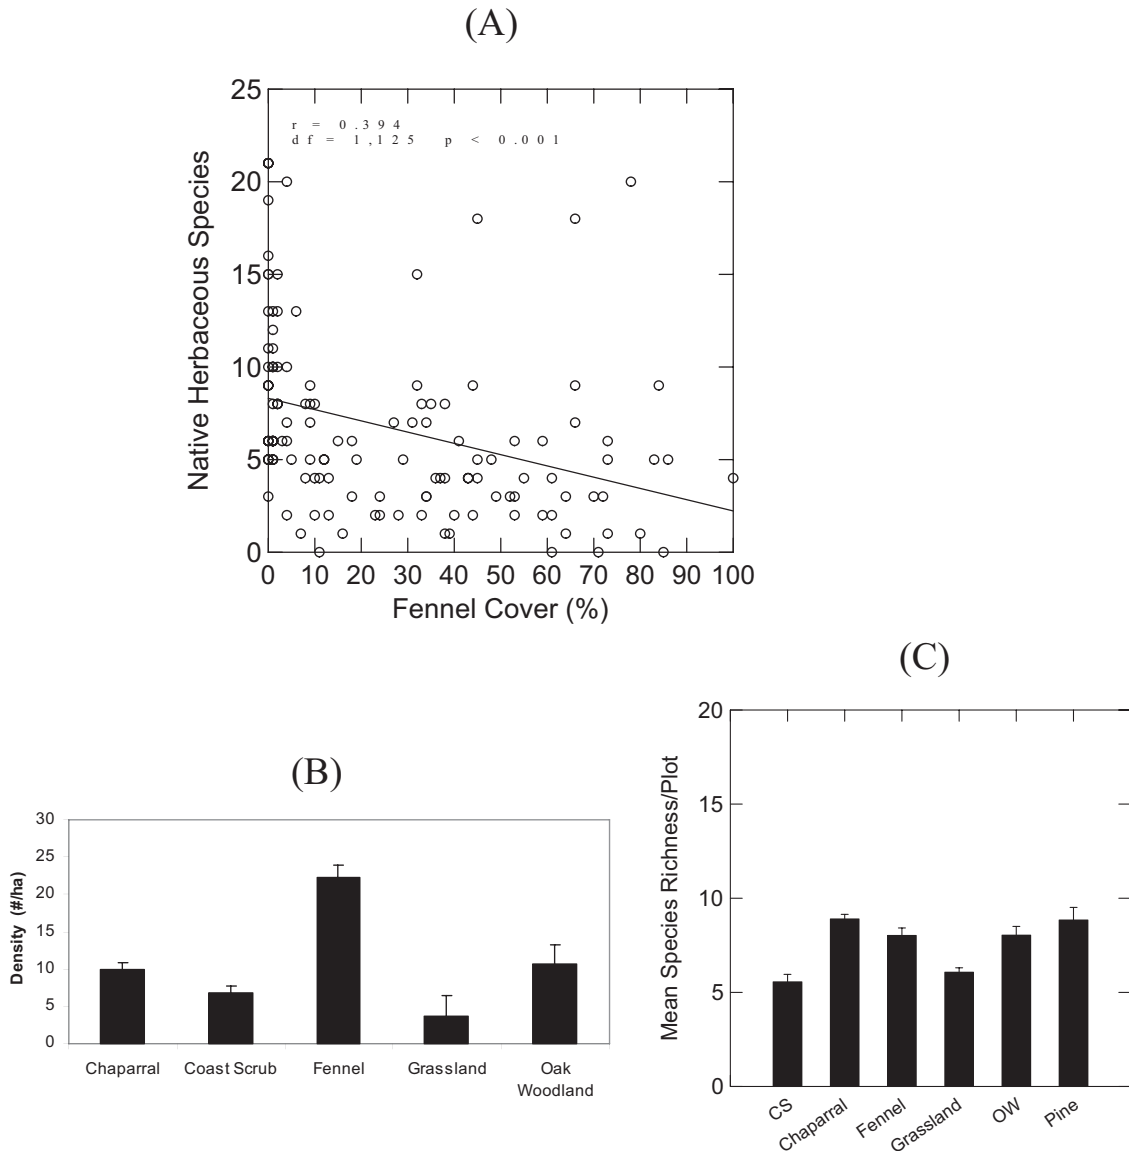 (A)
25
20
15
10
5
0
r = 0.394
df = 1,125 p < 0.001
Native Herbaceous Species
0 10 20 30 40 50 60 70 80 90 100
Fennel Cover (%)
(B)
30
25
20
15
10
5
0
Density (#/ha)
Chaparral Coast Scrub Fennel Grassland Oak
Woodland
(C)
20
15
10
5
0
Mean Species Richness/Plot
CS Chaparral Fennel Grassland OW Pine